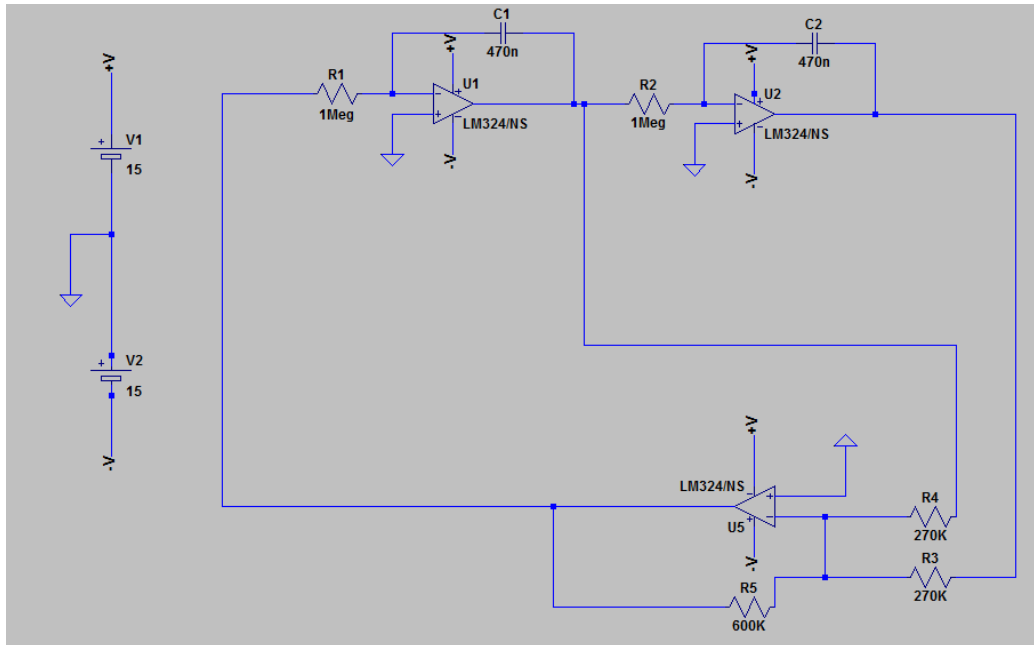 +V
V1
+
15
V2
+
15
-V
C1
470n
R1
1Meg
+V
U1
LM324/NS
-V
R2
1Meg
C2
470n
+V
U2
LM324/NS
-V
+V
LM324/NS
U5
-V
R4
270K
R3
270K
R5
600K